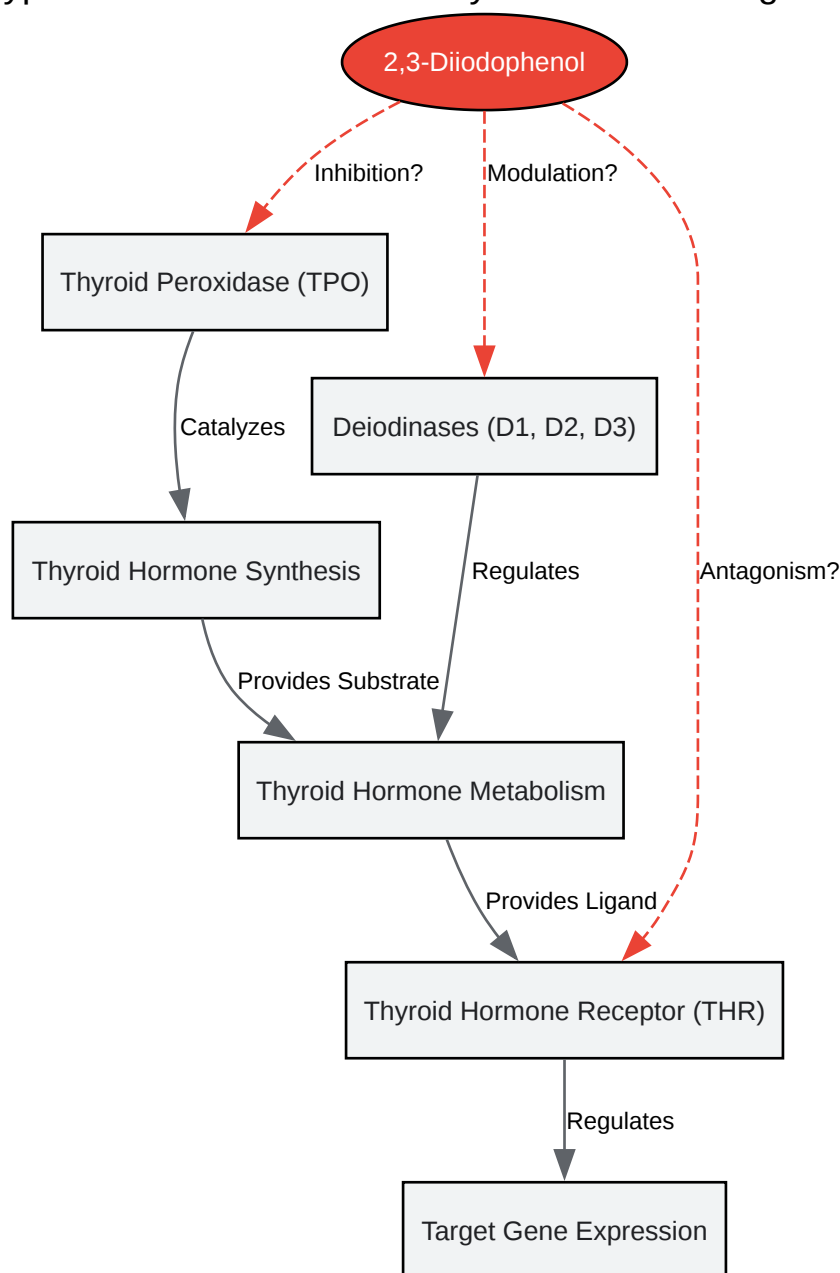 2,3-Diiodophenol
Inhibition?
Modulation?
Thyroid Peroxidase (TPO)
Catalyzes
Deiodinases (D1, D2, D3)
Thyroid Hormone Synthesis
Regulates
Antagonism?
Provides Substrate
Thyroid Hormone Metabolism
Provides Ligand
Thyroid Hormone Receptor (THR)
Regulates
Target Gene Expression